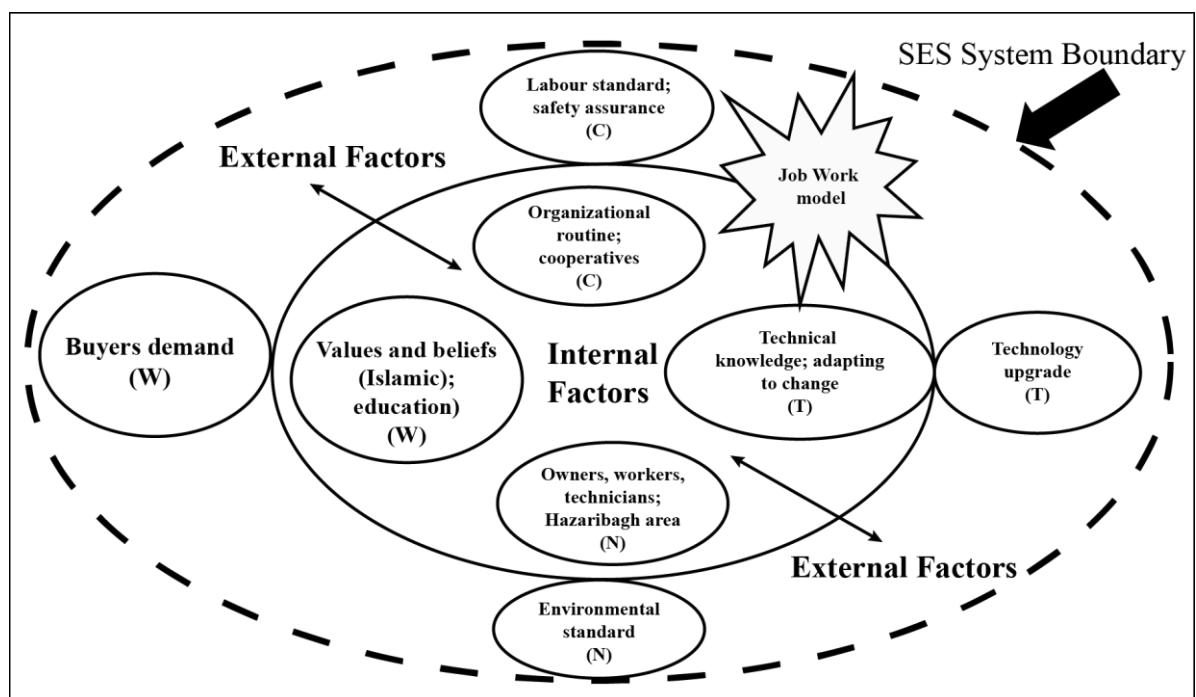 SES System Boundary
Labour standard;
safety assurance
(C)
External Factors
Job Work
model
Organizational
routine;
cooperatives
(C)
Buyers demand
(W)
Values and beliefs
(Islamic);
education)
(W)
Internal
Factors
Technical
knowledge; adapting
to change
(T)
Technology
upgrade
(T)
Owners, workers,
technicians;
Hazaribagh area
(N)
External Factors
Environmental
standard
(N)